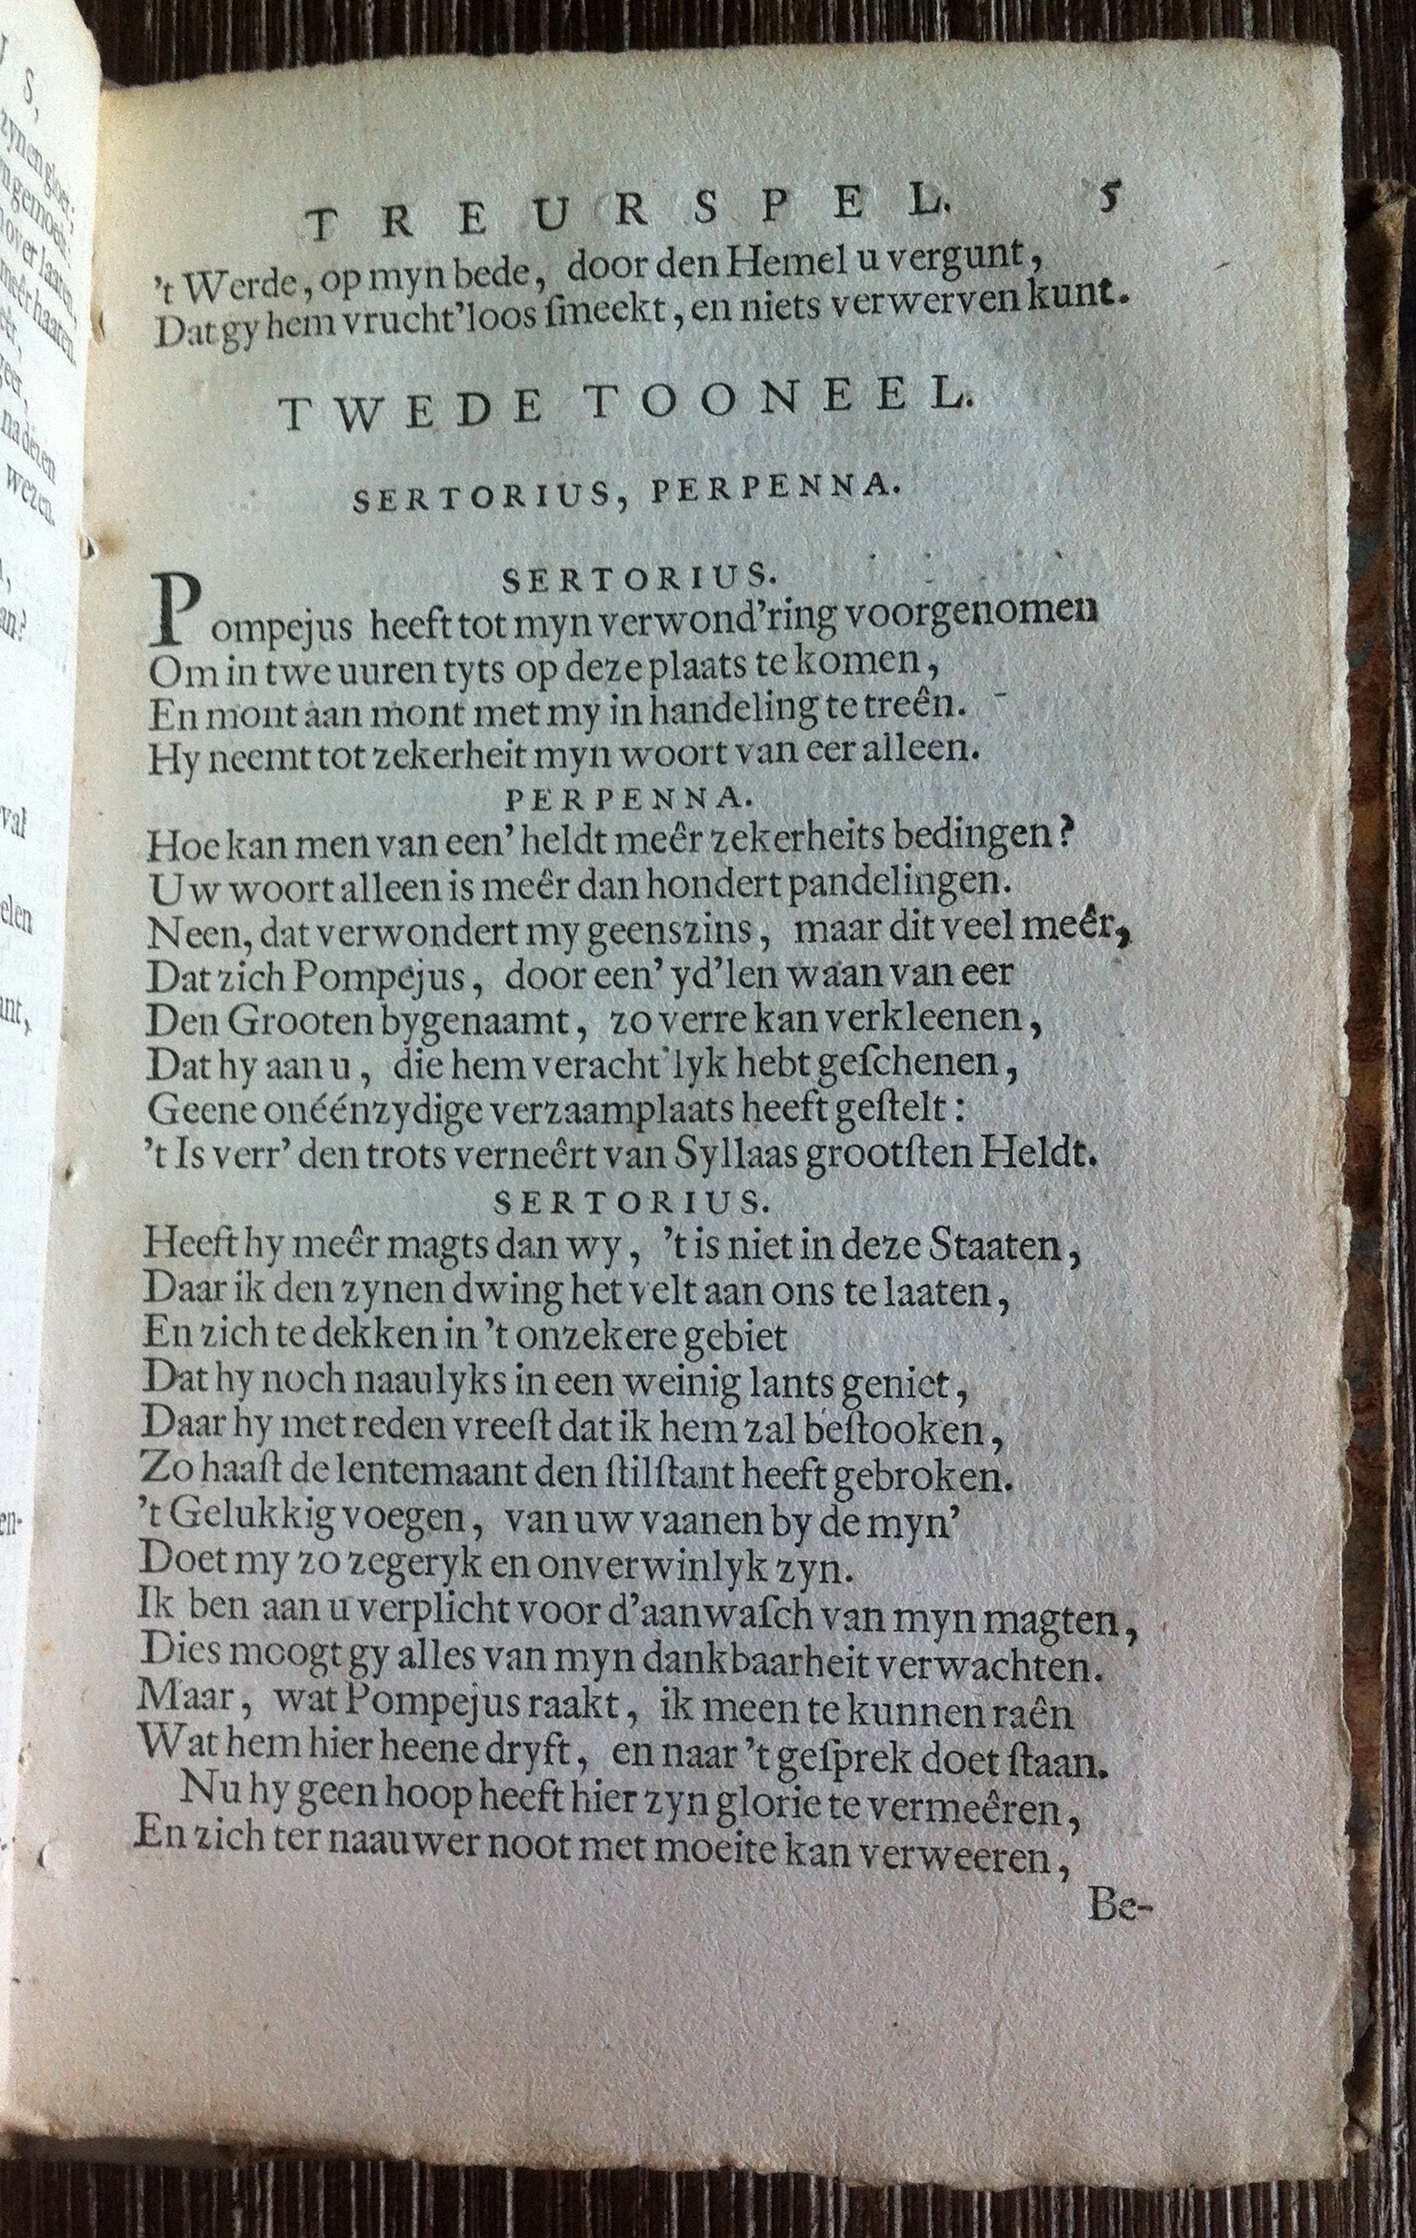 TREURSPEL. 5
't Werde, op myn bede, door den Hemel u vergunt,
Dat gy hem vrucht'loos ſmeekt, en niets verwerven kunt.
TWEDE TOONEEL.
SERTORIUS, PERPENNA.
SERTORIUS.
Pompejus heeft tot myn verwond'ring voorgenomen
Om in twe uuren tyts op deze plaats te komen,
En mont aan mont met my in handeling te treên.
Hy neemt tot zekerheit myn woort van eer alleen.
PERPENNA.
Hoe kan men van een' heldt meêr zekerheits bedingen?
Uw woort alleen is meêr dan hondert pandelingen.
Neen, dat verwondert my geenszins, maar dit veel meêr,
Dat zich Pompejus, door een' yd'len waan van eer
Den Grooten bygenaamt, zo verre kan verkleenen,
Dat hy aan u, die hem veracht'lyk hebt geſchenen,
Geene onéénzydige verzaamplaats heeft geſtelt:
't Is verr' den trots verneêrt van Syllaas grootſten Heldt.
SERTORIUS.
Heeft hy meêr magts dan wy, 't is niet in deze Staaten,
Daar ik den zynen dwing het velt aan ons te laaten,
En zich te dekken in 't onzekere gebiet
Dat hy noch naaulyks in een weinig lants geniet,
Daar hy met reden vreeſt dat ik hem zal beſtooken,
Zo haaſt de lentemaant den ſtilſtant heeft gebroken.
't Gelukkig voegen, van uw vaanen by de myn'
Doet my zo zegeryk en onverwinlyk zyn.
Ik ben aan u verplicht voor d'aanwaſch van myn magten,
Dies moogt gy alles van myn dankbaarheit verwachten.
Maar, wat Pompejus raakt, ik meen te kunnen raên
Wat hem hier heene dryft, en naar 't geſprek doet ſtaan.
Nu hy geen hoop heeft hier zyn glorie te vermeêren,
En zich ter naauwer noot met moeite kan verweeren,
Be-